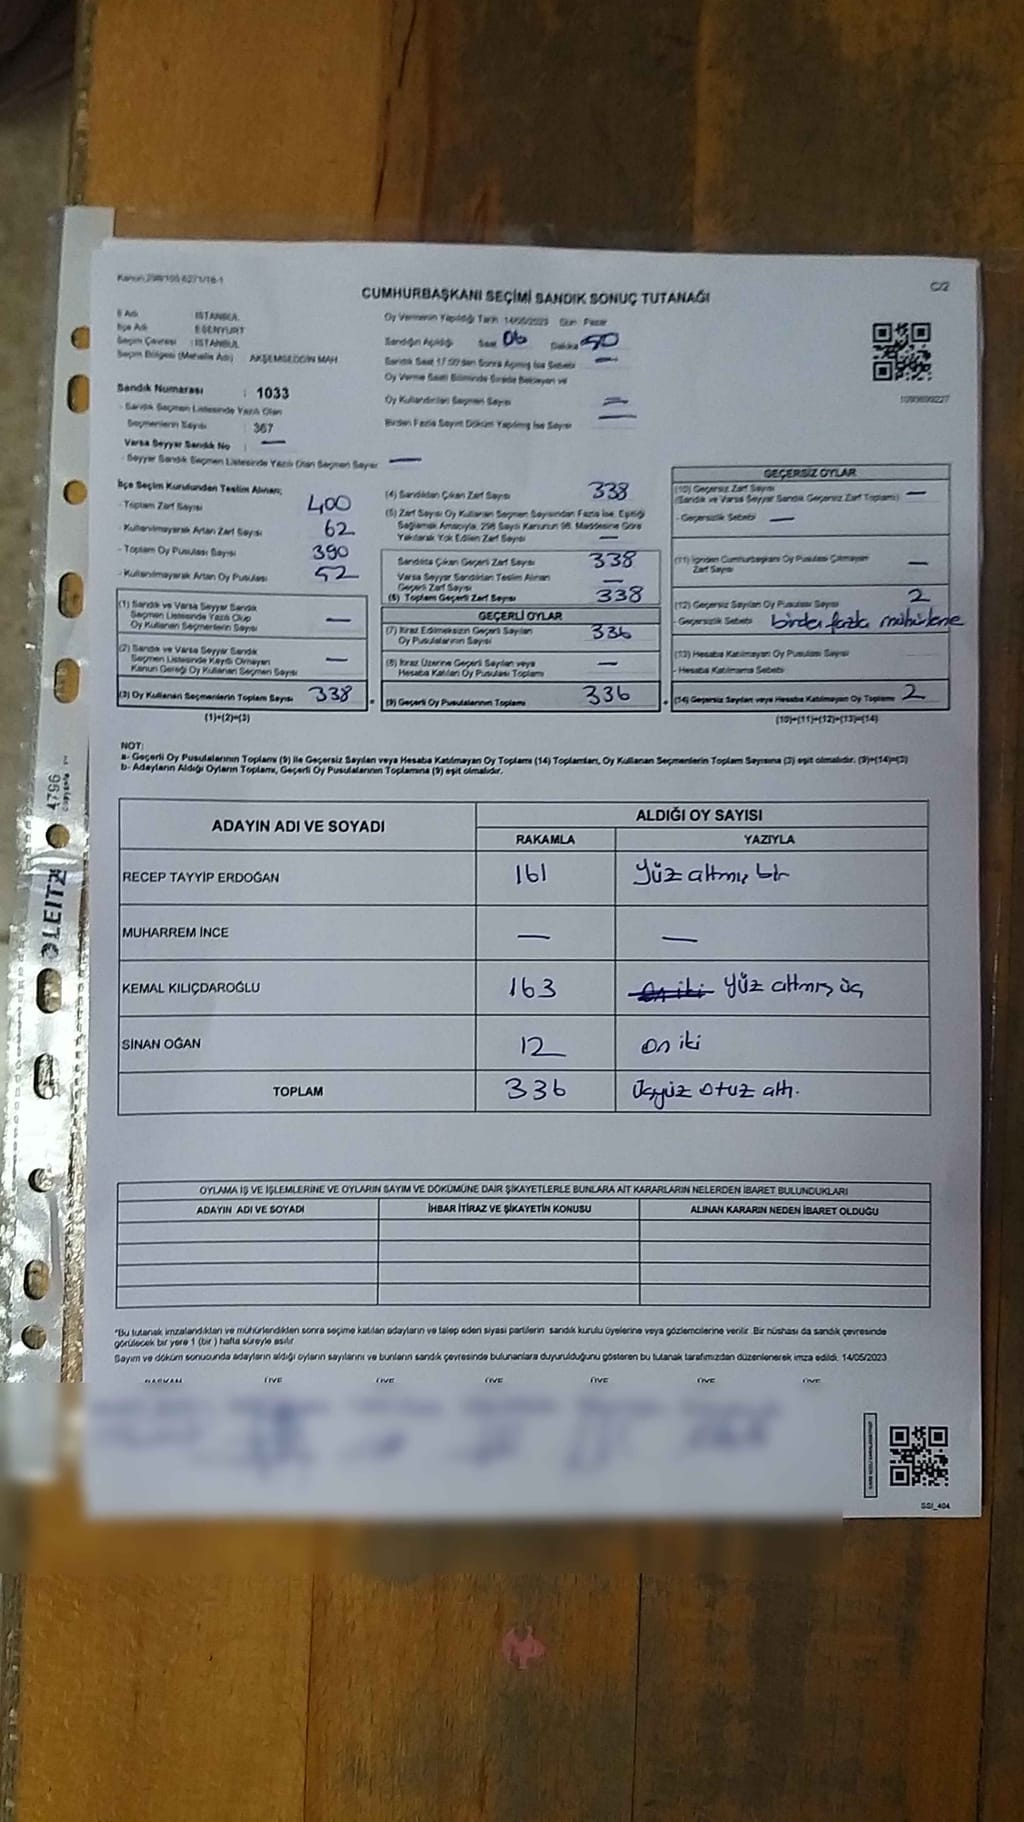 Kanun 298/105 6271/18-1
C/2
CUMHURBAŞKANI SEÇİMİ SANDIK SONUÇ TUTANAĞI
İl Adı : İSTANBUL
İlçe Adı : ESENYURT
Seçim Çevresi : İSTANBUL
Seçim Bölgesi (Mahalle Adı) : AKŞEMSEDDİN MAH
Sandık Numarası : 1033
- Sandık Seçmen Listesinde Yazılı Olan
Seçmenlerin Sayısı : 367
Varsa Seyyar Sandık No : —
- Seyyar Sandık Seçmen Listesinde Yazılı Olan Seçmen Sayısı —
Oy Vermenin Yapıldığı Tarih 14/05/2023 Gün Pazar
Sandığın Açıldığı Saat 06 Dakika
Sandık Saat 17:00'den Sonra Açılmış İse Sebebi —
Oy Verme Saati Bitiminde Sırada Bekleyen ve
Oy Kullandırılan Seçmen Sayısı —
Birden Fazla Sayım Döküm Yapılmış İse Sayısı —
1093699227
İlçe Seçim Kurulundan Teslim Alınan;
- Toplam Zarf Sayısı 400
- Kullanılmayarak Artan Zarf Sayısı 62
- Toplam Oy Pusulası Sayısı 390
- Kullanılmayarak Artan Oy Pusulası 52
(1) Sandık ve Varsa Seyyar Sandık
Seçmen Listesinde Yazılı Olup
Oy Kullanan Seçmenlerin Sayısı —
(2) Sandık ve Varsa Seyyar Sandık
Seçmen Listesinde Kaydı Olmayan
Kanun Gereği Oy Kullanan Seçmen Sayısı —
(3) Oy Kullanan Seçmenlerin Toplam Sayısı 338
(1)+(2)=(3)
(4) Sandıktan Çıkan Zarf Sayısı 338
(5) Zarf Sayısı Oy Kullanan Seçmen Sayısından Fazla İse, Eşitliği
Sağlamak Amacıyla, 298 Sayılı Kanunun 98. Maddesine Göre
Yakılarak Yok Edilen Zarf Sayısı —
Sandıkta Çıkan Geçerli Zarf Sayısı 338
Varsa Seyyar Sandıktan Teslim Alınan
Geçerli Zarf Sayısı —
(6) Toplam Geçerli Zarf Sayısı 338
GEÇERLİ OYLAR
(7) İtiraz Edilmeksizin Geçerli Sayılan
Oy Pusulalarının Sayısı 336
(8) İtiraz Üzerine Geçerli Sayılan veya
Hesaba Katılan Oy Pusulası Toplamı —
(9) Geçerli Oy Pusulalarının Toplamı 336
GEÇERSİZ OYLAR
(10) Geçersiz Zarf Sayısı
(Sandık ve Varsa Seyyar Sandık Geçersiz Zarf Toplamı) —
- Geçersizlik Sebebi —
(11) İçinden Cumhurbaşkanı Oy Pusulası Çıkmayan
Zarf Sayısı —
(12) Geçersiz Sayılan Oy Pusulası Sayısı 2
- Geçersizlik Sebebi birden fazla mühürleme
(13) Hesaba Katılmayan Oy Pusulası Sayısı
- Hesaba Katılmama Sebebi
(14) Geçersiz Sayılan veya Hesaba Katılmayan Oy Toplamı 2
(10)+(11)+(12)+(13)=(14)
NOT:
a- Geçerli Oy Pusulalarının Toplamı (9) ile Geçersiz Sayılan veya Hesaba Katılmayan Oy Toplamı (14) Toplamları, Oy Kullanan Seçmenlerin Toplam Sayısına (3) eşit olmalıdır. (9)+(14)=(3)
b- Adayların Aldığı Oyların Toplamı, Geçerli Oy Pusulalarının Toplamına (9) eşit olmalıdır.
ADAYIN ADI VE SOYADI
ALDIĞI OY SAYISI
RAKAMLA YAZIYLA
RECEP TAYYİP ERDOĞAN 161 Yüz altmış bir
MUHARREM İNCE — —
KEMAL KILIÇDAROĞLU 163 on iki yüz altmış üç
SİNAN OĞAN 12 on iki
TOPLAM 336 üçyüz otuz altı.
OYLAMA İŞ VE İŞLEMLERİNE VE OYLARIN SAYIM VE DÖKÜMÜNE DAİR ŞİKAYETLERLE BUNLARA AİT KARARLARIN NELERDEN İBARET BULUNDUKLARI
ADAYIN ADI VE SOYADI İHBAR İTİRAZ VE ŞİKAYETİN KONUSU ALINAN KARARIN NEDEN İBARET OLDUĞU
*Bu tutanak imzalandıktan ve mühürlendikten sonra seçime katılan adayların ve talep eden siyasi partilerin sandık kurulu üyelerine veya gözlemcilerine verilir. Bir nüshası da sandık çevresinde
görülecek bir yere 1 (bir) hafta süreyle asılır.
Sayım ve döküm sonucunda adayların aldığı oyların sayılarını ve bunların sandık çevresinde bulunanlara duyurulduğunu gösteren bu tutanak tarafımızdan düzenlenerek imza edildi. 14/05/2023
BAŞKAN ÜYE ÜYE ÜYE ÜYE ÜYE ÜYE
SSI_404
LEITZ
4796